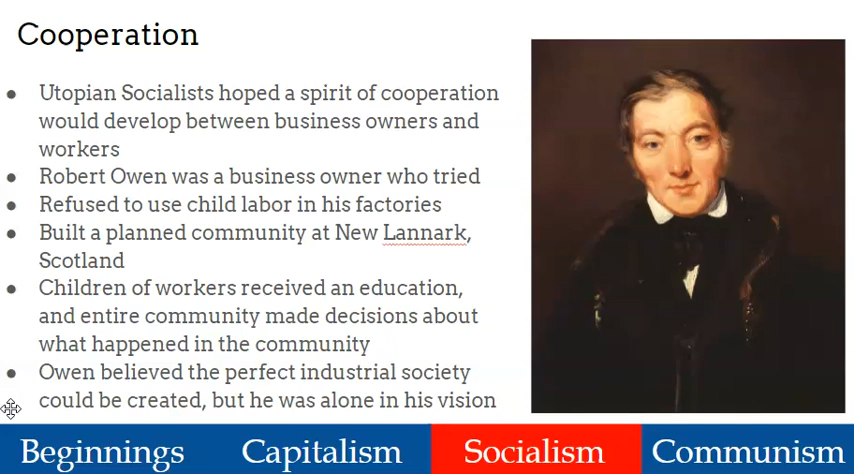 Cooperation
● Utopian Socialists hoped a spirit of cooperation
would develop between business owners and
workers
● Robert Owen was a business owner who tried
● Refused to use child labor in his factories
● Built a planned community at New Lannark,
Scotland
● Children of workers received an education,
and entire community made decisions about
what happened in the community
● Owen believed the perfect industrial society
could be created, but he was alone in his vision
Beginnings Capitalism Socialism Communism